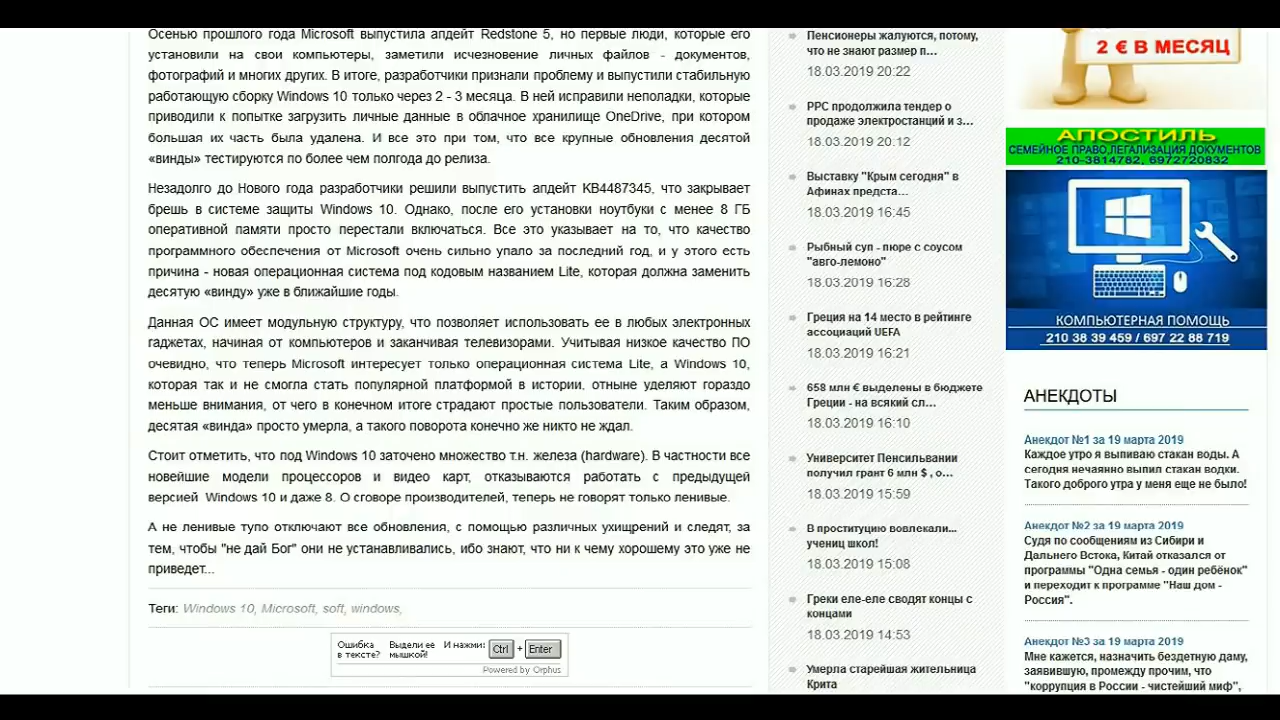 Осенью прошлого года Microsoft выпустила апдейт Redstone 5, но первые люди, которые его
установили на свои компьютеры, заметили исчезновение личных файлов - документов,
фотографий и многих других. В итоге, разработчики признали проблему и выпустили стабильную
работающую сборку Windows 10 только через 2 - 3 месяца. В ней исправили неполадки, которые
приводили к попытке загрузить личные данные в облачное хранилище OneDrive, при котором
большая их часть была удалена. И все это при том, что все крупные обновления десятой
«винды» тестируются по более чем полгода до релиза.
Незадолго до Нового года разработчики решили выпустить апдейт KB4487345, что закрывает
брешь в системе защиты Windows 10. Однако, после его установки ноутбуки с менее 8 ГБ
оперативной памяти просто перестали включаться. Все это указывает на то, что качество
программного обеспечения от Microsoft очень сильно упало за последний год, и у этого есть
причина - новая операционная система под кодовым названием Lite, которая должна заменить
десятую «винду» уже в ближайшие годы.
Данная ОС имеет модульную структуру, что позволяет использовать ее в любых электронных
гаджетах, начиная от компьютеров и заканчивая телевизорами. Учитывая низкое качество ПО
очевидно, что теперь Microsoft интересует только операционная система Lite, а Windows 10,
которая так и не смогла стать популярной платформой в истории, отныне уделяют гораздо
меньше внимания, от чего в конечном итоге страдают простые пользователи. Таким образом,
десятая «винда» просто умерла, а такого поворота конечно же никто не ждал.
Стоит отметить, что под Windows 10 заточено множество т.н. железа (hardware). В частности все
новейшие модели процессоров и видео карт, отказываются работать с предыдущей
версией Windows 10 и даже 8. О сговоре производителей, теперь не говорят только ленивые.
А не ленивые тупо отключают все обновления, с помощью различных ухищрений и следят, за
тем, чтобы "не дай Бог" они не устанавливались, ибо знают, что ни к чему хорошему это уже не
приведет...
Теги: Windows 10, Microsoft, soft, windows,
Ошибка в тексте? Выдели ее мышкой! И нажми: Ctrl + Enter
Powered by Orphus
Пенсионеры жалуются, потому,
что не знают размер п...
18.03.2019 20:22
PPC продолжила тендер о
продаже электростанций и з...
18.03.2019 20:12
Выставку "Крым сегодня" в
Афинах предста...
18.03.2019 16:45
Рыбный суп - пюре с соусом
"авго-лемоно"
18.03.2019 16:28
Греция на 14 место в рейтинге
ассоциаций UEFA
18.03.2019 16:21
658 млн € выделены в бюджете
Греции - на всякий сл...
18.03.2019 16:10
Университет Пенсильвании
получил грант 6 млн $ , о...
18.03.2019 15:59
В проституцию вовлекали...
учениц школ!
18.03.2019 15:08
Греки еле-еле сводят концы с
концами
18.03.2019 14:53
Умерла старейшая жительница
Крита
2 € В МЕСЯЦ
АПОСТИЛЬ
СЕМЕЙНОЕ ПРАВО,ЛЕГАЛИЗАЦИЯ ДОКУМЕНТОВ
210-3814782, 6972720832
КОМПЬЮТЕРНАЯ ПОМОЩЬ
210 38 39 459 / 697 22 88 719
АНЕКДОТЫ
Анекдот №1 за 19 марта 2019
Каждое утро я выпиваю стакан воды. А
сегодня нечаянно выпил стакан водки.
Такого доброго утра у меня еще не было!
Анекдот №2 за 19 марта 2019
Судя по сообщениям из Сибири и
Дальнего Встока, Китай отказался от
программы "Одна семья - один ребёнок"
и переходит к программе "Наш дом -
Россия".
Анекдот №3 за 19 марта 2019
Мне кажется, назначить бездетную даму,
заявившую, промежду прочим, что
"коррупция в России - чистейший миф",